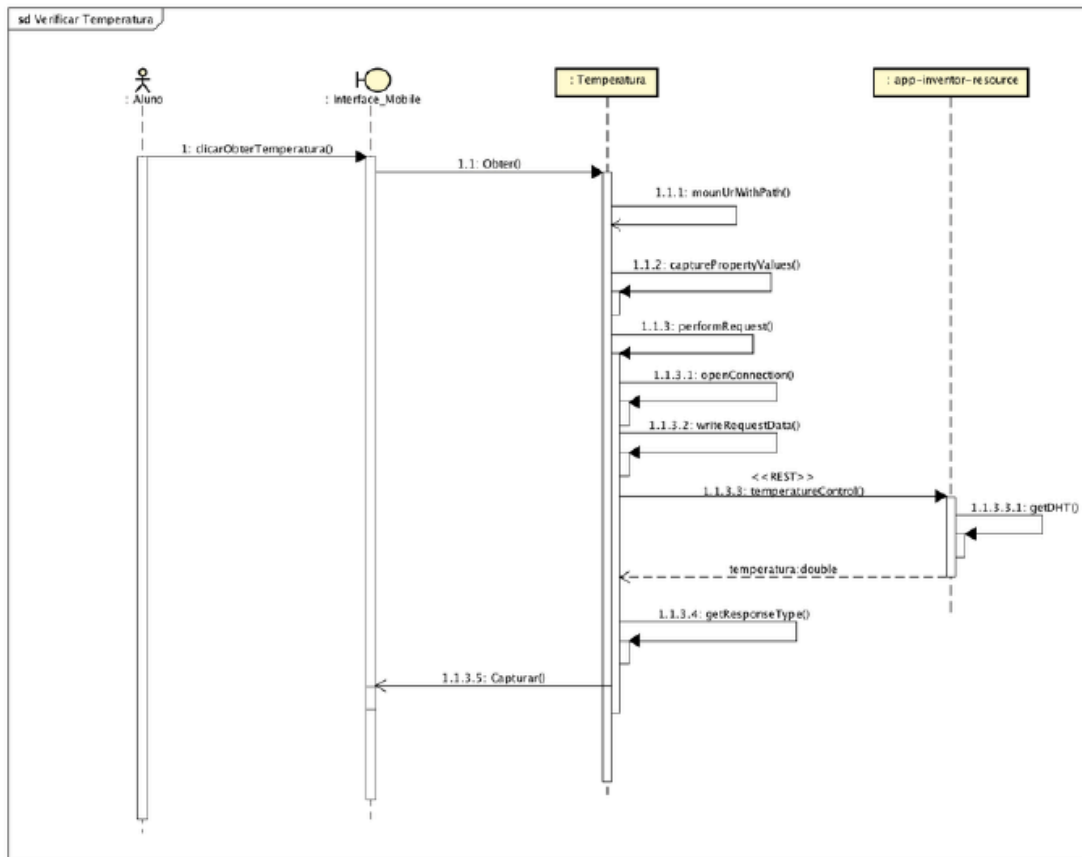 sd Verificar Temperatura
: Aluno
: Interface_Mobile
: Temperatura
: app-inventor-resource
1: clicarObterTemperatura()
1.1: Obter()
1.1.1: mounUrlWithPath()
1.1.2: capturePropertyValues()
1.1.3: performRequest()
1.1.3.1: openConnection()
1.1.3.2: writeRequestData()
<<REST>>
1.1.3.3: temperatureControl()
1.1.3.3.1: getDHT()
temperatura:double
1.1.3.4: getResponseType()
1.1.3.5: Capturar()